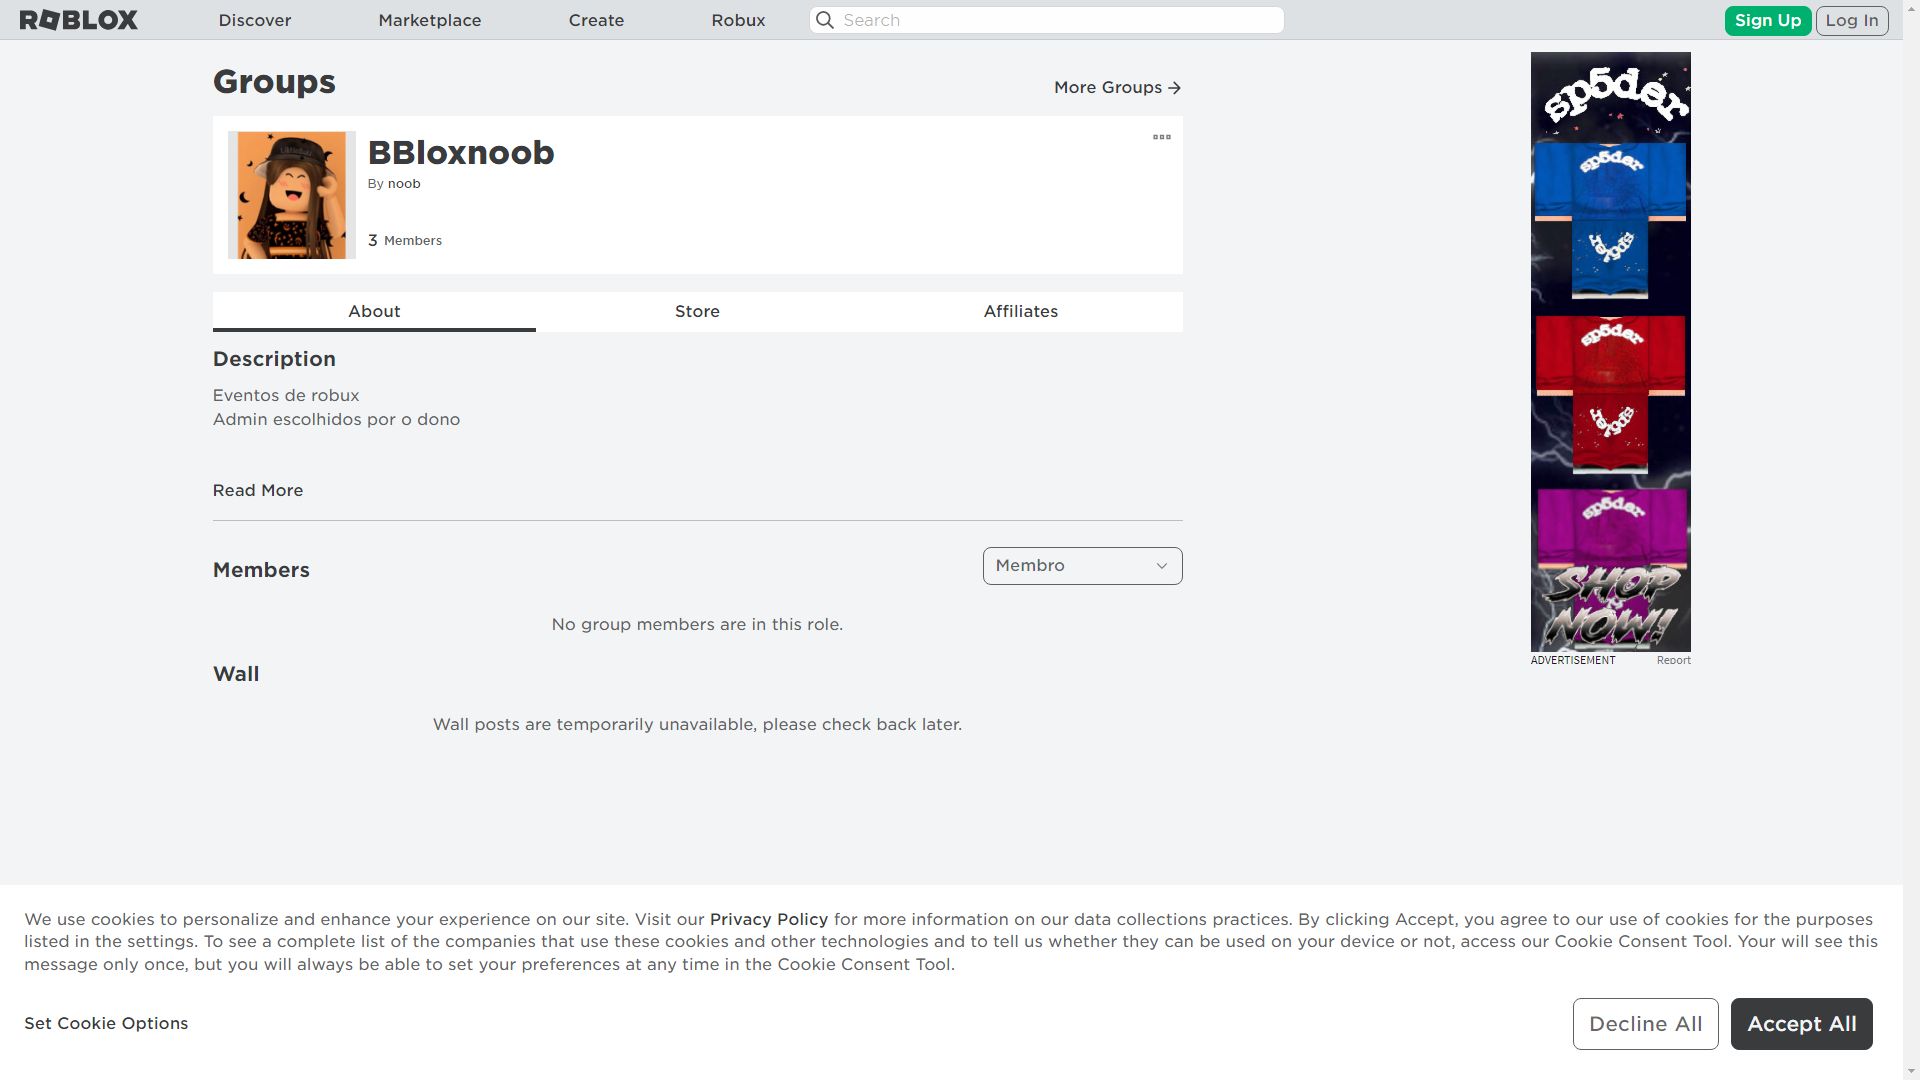 ROBLOX
Discover
Marketplace
Create
Robux
Search
Sign Up
Log In
Groups
More Groups
BBloxnoob
By noob
3 Members
About
Store
Affiliates
Description
Eventos de robux
Admin escolhidos por o dono
Read More
Members
Membro
No group members are in this role.
Wall
Wall posts are temporarily unavailable, please check back later.
sp5der
sp5der
sp5der
sp5der
sp5der
sp5der
SHOP
NOW!
ADVERTISEMENT
Report
We use cookies to personalize and enhance your experience on our site. Visit our Privacy Policy for more information on our data collections practices. By clicking Accept, you agree to our use of cookies for the purposes
listed in the settings. To see a complete list of the companies that use these cookies and other technologies and to tell us whether they can be used on your device or not, access our Cookie Consent Tool. Your will see this
message only once, but you will always be able to set your preferences at any time in the Cookie Consent Tool.
Set Cookie Options
Decline All
Accept All